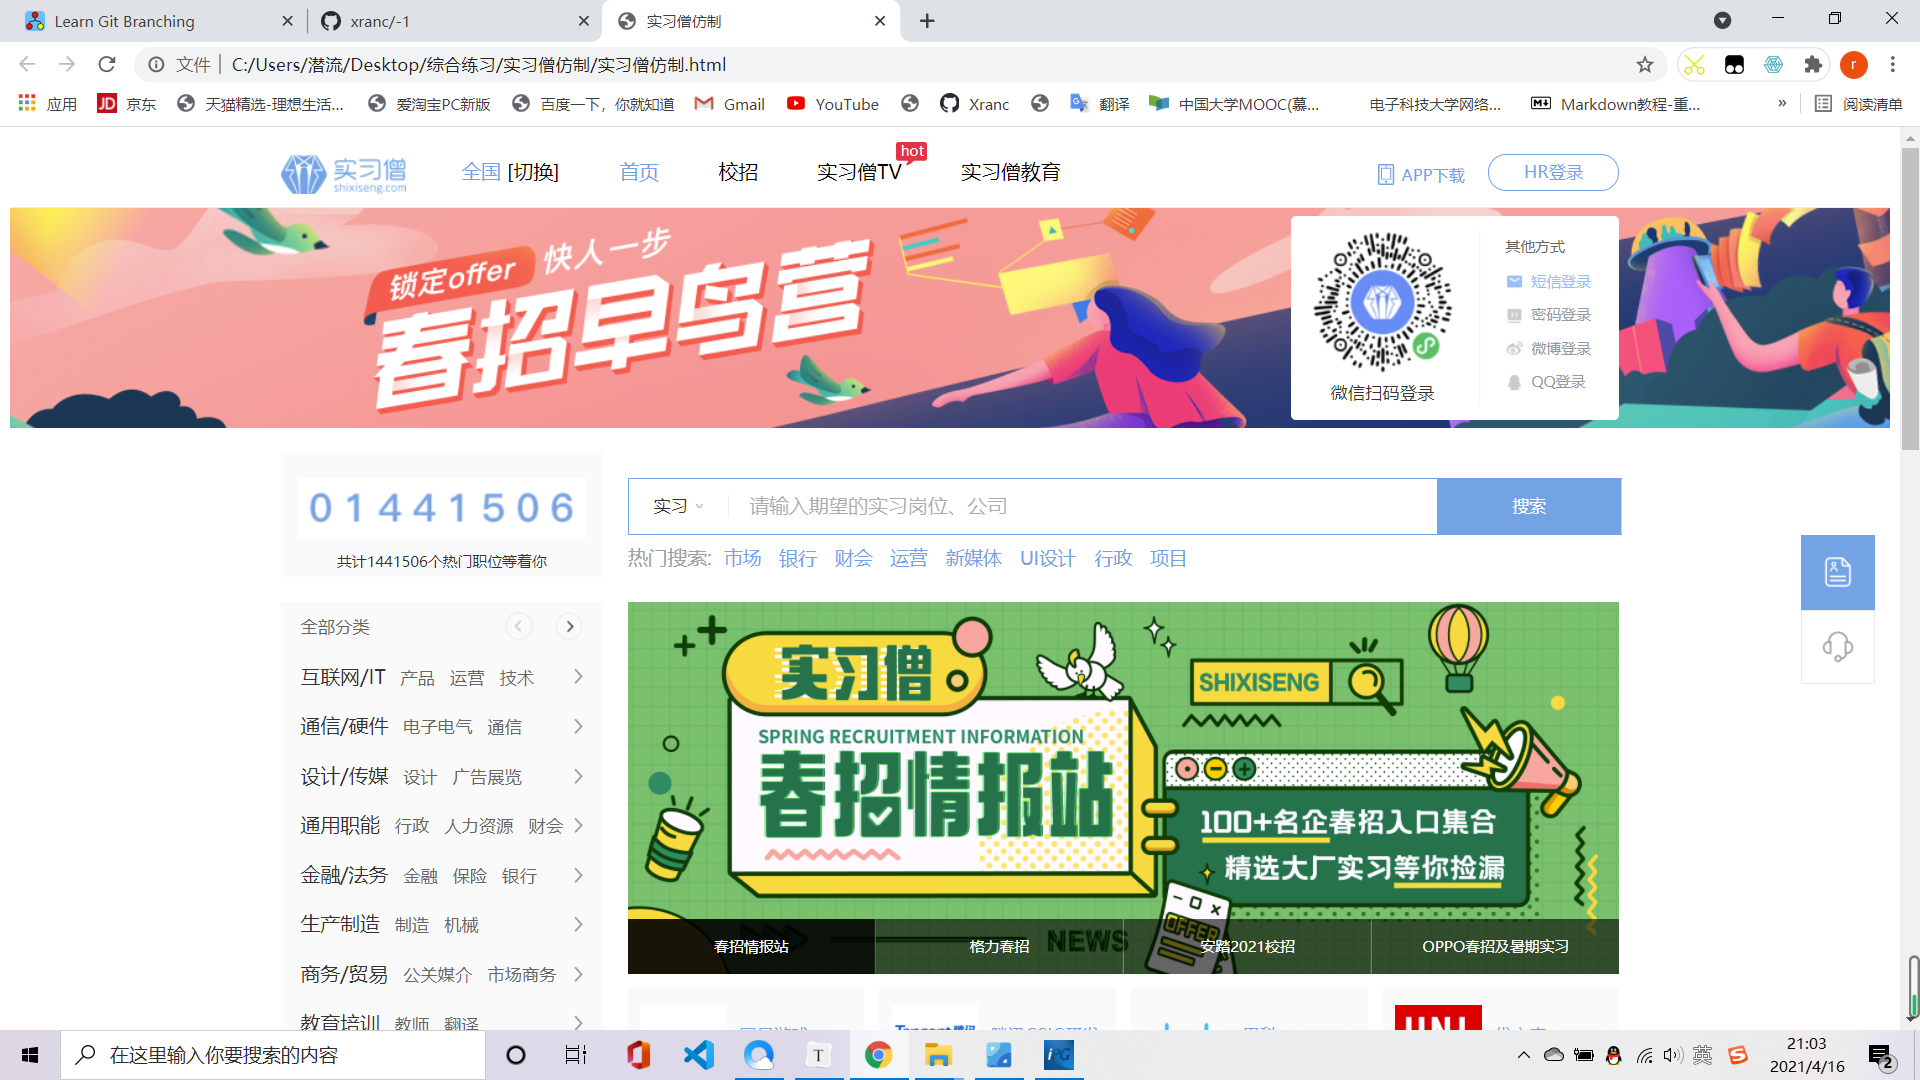 Learn Git Branching
xranc/-1
实习僧仿制
文件
C:/Users/潜流/Desktop/综合练习/实习僧仿制/实习僧仿制.html
r
应用
JD 京东
天猫精选-理想生活...
爱淘宝PC新版
百度一下，你就知道
Gmail
YouTube
Xranc
翻译
中国大学MOOC(慕...
电子科技大学网络...
Markdown教程-重...
»
阅读清单
实习僧
shixiseng.com
全国 [切换]
首页
校招
实习僧TV
hot
实习僧教育
APP下载
HR登录
锁定offer 快人一步
春招早鸟营
微信扫码登录
其他方式
短信登录
密码登录
微博登录
QQ登录
01441506
共计1441506个热门职位等着你
实习
请输入期望的实习岗位、公司
搜索
热门搜索: 市场 银行 财会 运营 新媒体 UI设计 行政 项目
全部分类
互联网/IT 产品 运营 技术
通信/硬件 电子电气 通信
设计/传媒 设计 广告展览
通用职能 行政 人力资源 财会
金融/法务 金融 保险 银行
生产制造 制造 机械
商务/贸易 公关媒介 市场商务
教育培训 教师 翻译
实习僧
SPRING RECRUITMENT INFORMATION
春招情报站
SHIXISENG
100+名企春招入口集合
精选大厂实习等你捡漏
OFFER
NEWS
春招情报站
格力春招
安踏2021校招
OPPO春招及暑期实习
在这里输入你要搜索的内容
T
英
21:03
2021/4/16
2